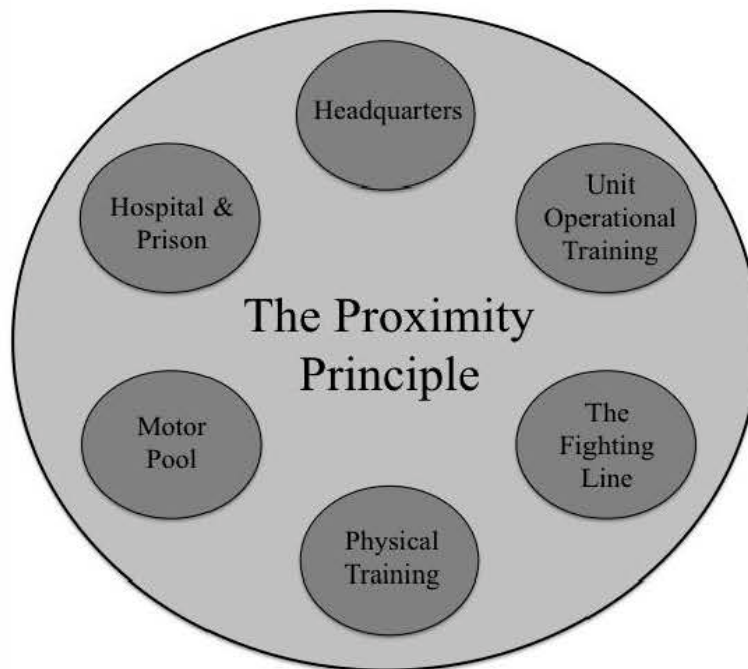 Headquarters
Hospital &
Prison
Unit
Operational
Training
The Proximity
Principle
Motor
Pool
The
Fighting
Line
Physical
Training